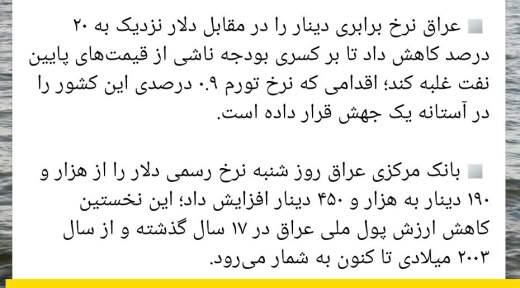 عراق نرخ برابری دینار را در مقابل دلار نزدیک به ۲۰
درصد کاهش داد تا بر کسری بودجه ناشی از قیمت‌های پایین
نفت غلبه کند؛ اقدامی که نرخ تورم ۰.۹ درصدی این کشور را
در آستانه یک جهش قرار داده است.
بانک مرکزی عراق روز شنبه نرخ رسمی دلار را از هزار و
۱۹۰ دینار به هزار و ۴۵۰ دینار افزایش داد؛ این نخستین
کاهش ارزش پول ملی عراق در ۱۷ سال گذشته و از سال
۲۰۰۳ میلادی تا کنون به شمار می‌رود.